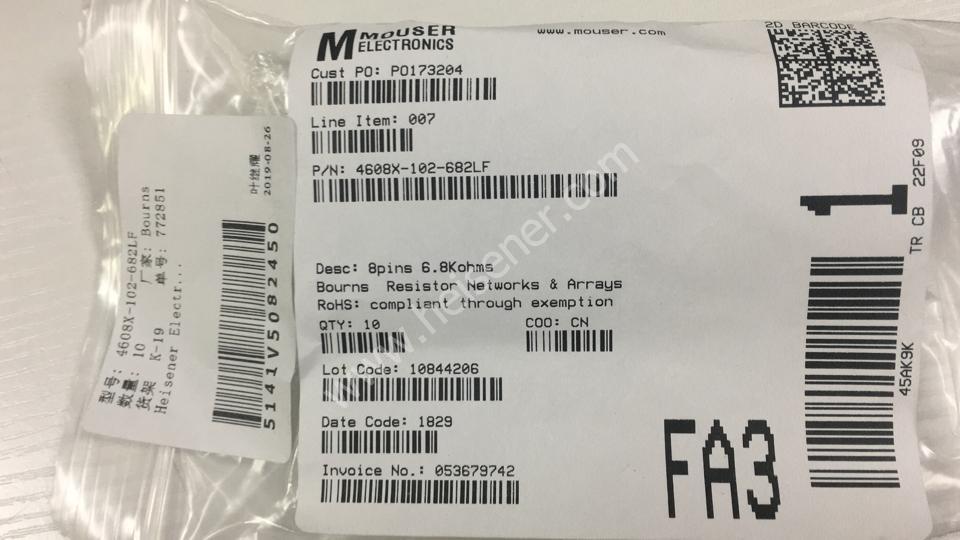 MOUSER
ELECTRONICS
www.mouser.com
2D BARCODE
Cust PO: PO173204
Line Item: 007
P/N: 4608X-102-682LF
Desc: 8pins 6.8Kohms
Bourns Resistor Networks & Arrays
RoHS: compliant through exemption
QTY: 10
COO: CN
Lot Code: 10844206
Date Code: 1829
Invoice No.: 053679742
1
TR CB 22F09
45AK9K
FA3
型号: 4608X-102-682LF
数量: 10 厂家: Bourns
货架 K-19 单号: 772851
Heisener Electr...
叶继耀
2019-08-26
5141V5082450
www.heisener.com